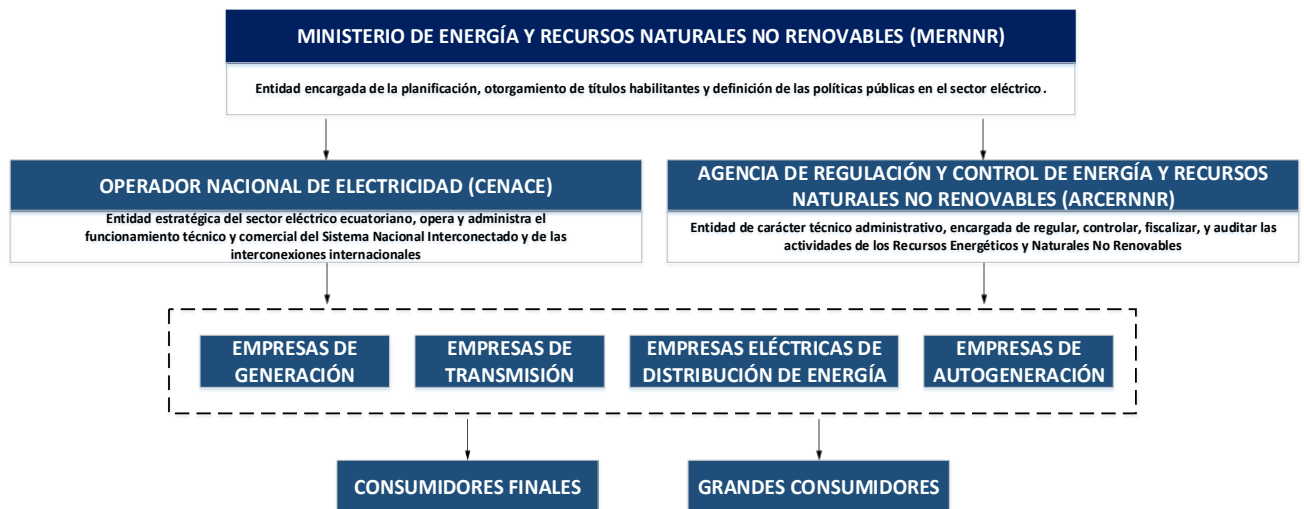 MINISTERIO DE ENERGÍA Y RECURSOS NATURALES NO RENOVABLES (MERNNR)
Entidad encargada de la planificación, otorgamiento de títulos habilitantes y definición de las políticas públicas en el sector eléctrico.
OPERADOR NACIONAL DE ELECTRICIDAD (CENACE)
Entidad estratégica del sector eléctrico ecuatoriano, opera y administra el
funcionamiento técnico y comercial del Sistema Nacional Interconectado y de las
interconexiones internacionales
AGENCIA DE REGULACIÓN Y CONTROL DE ENERGÍA Y RECURSOS
NATURALES NO RENOVABLES (ARCERNNR)
Entidad de carácter técnico administrativo, encargada de regular, controlar, fiscalizar, y auditar las
actividades de los Recursos Energéticos y Naturales No Renovables
EMPRESAS DE
GENERACIÓN
EMPRESAS DE
TRANSMISIÓN
EMPRESAS ELÉCTRICAS DE
DISTRIBUCIÓN DE ENERGÍA
EMPRESAS DE
AUTOGENERACIÓN
CONSUMIDORES FINALES
GRANDES CONSUMIDORES